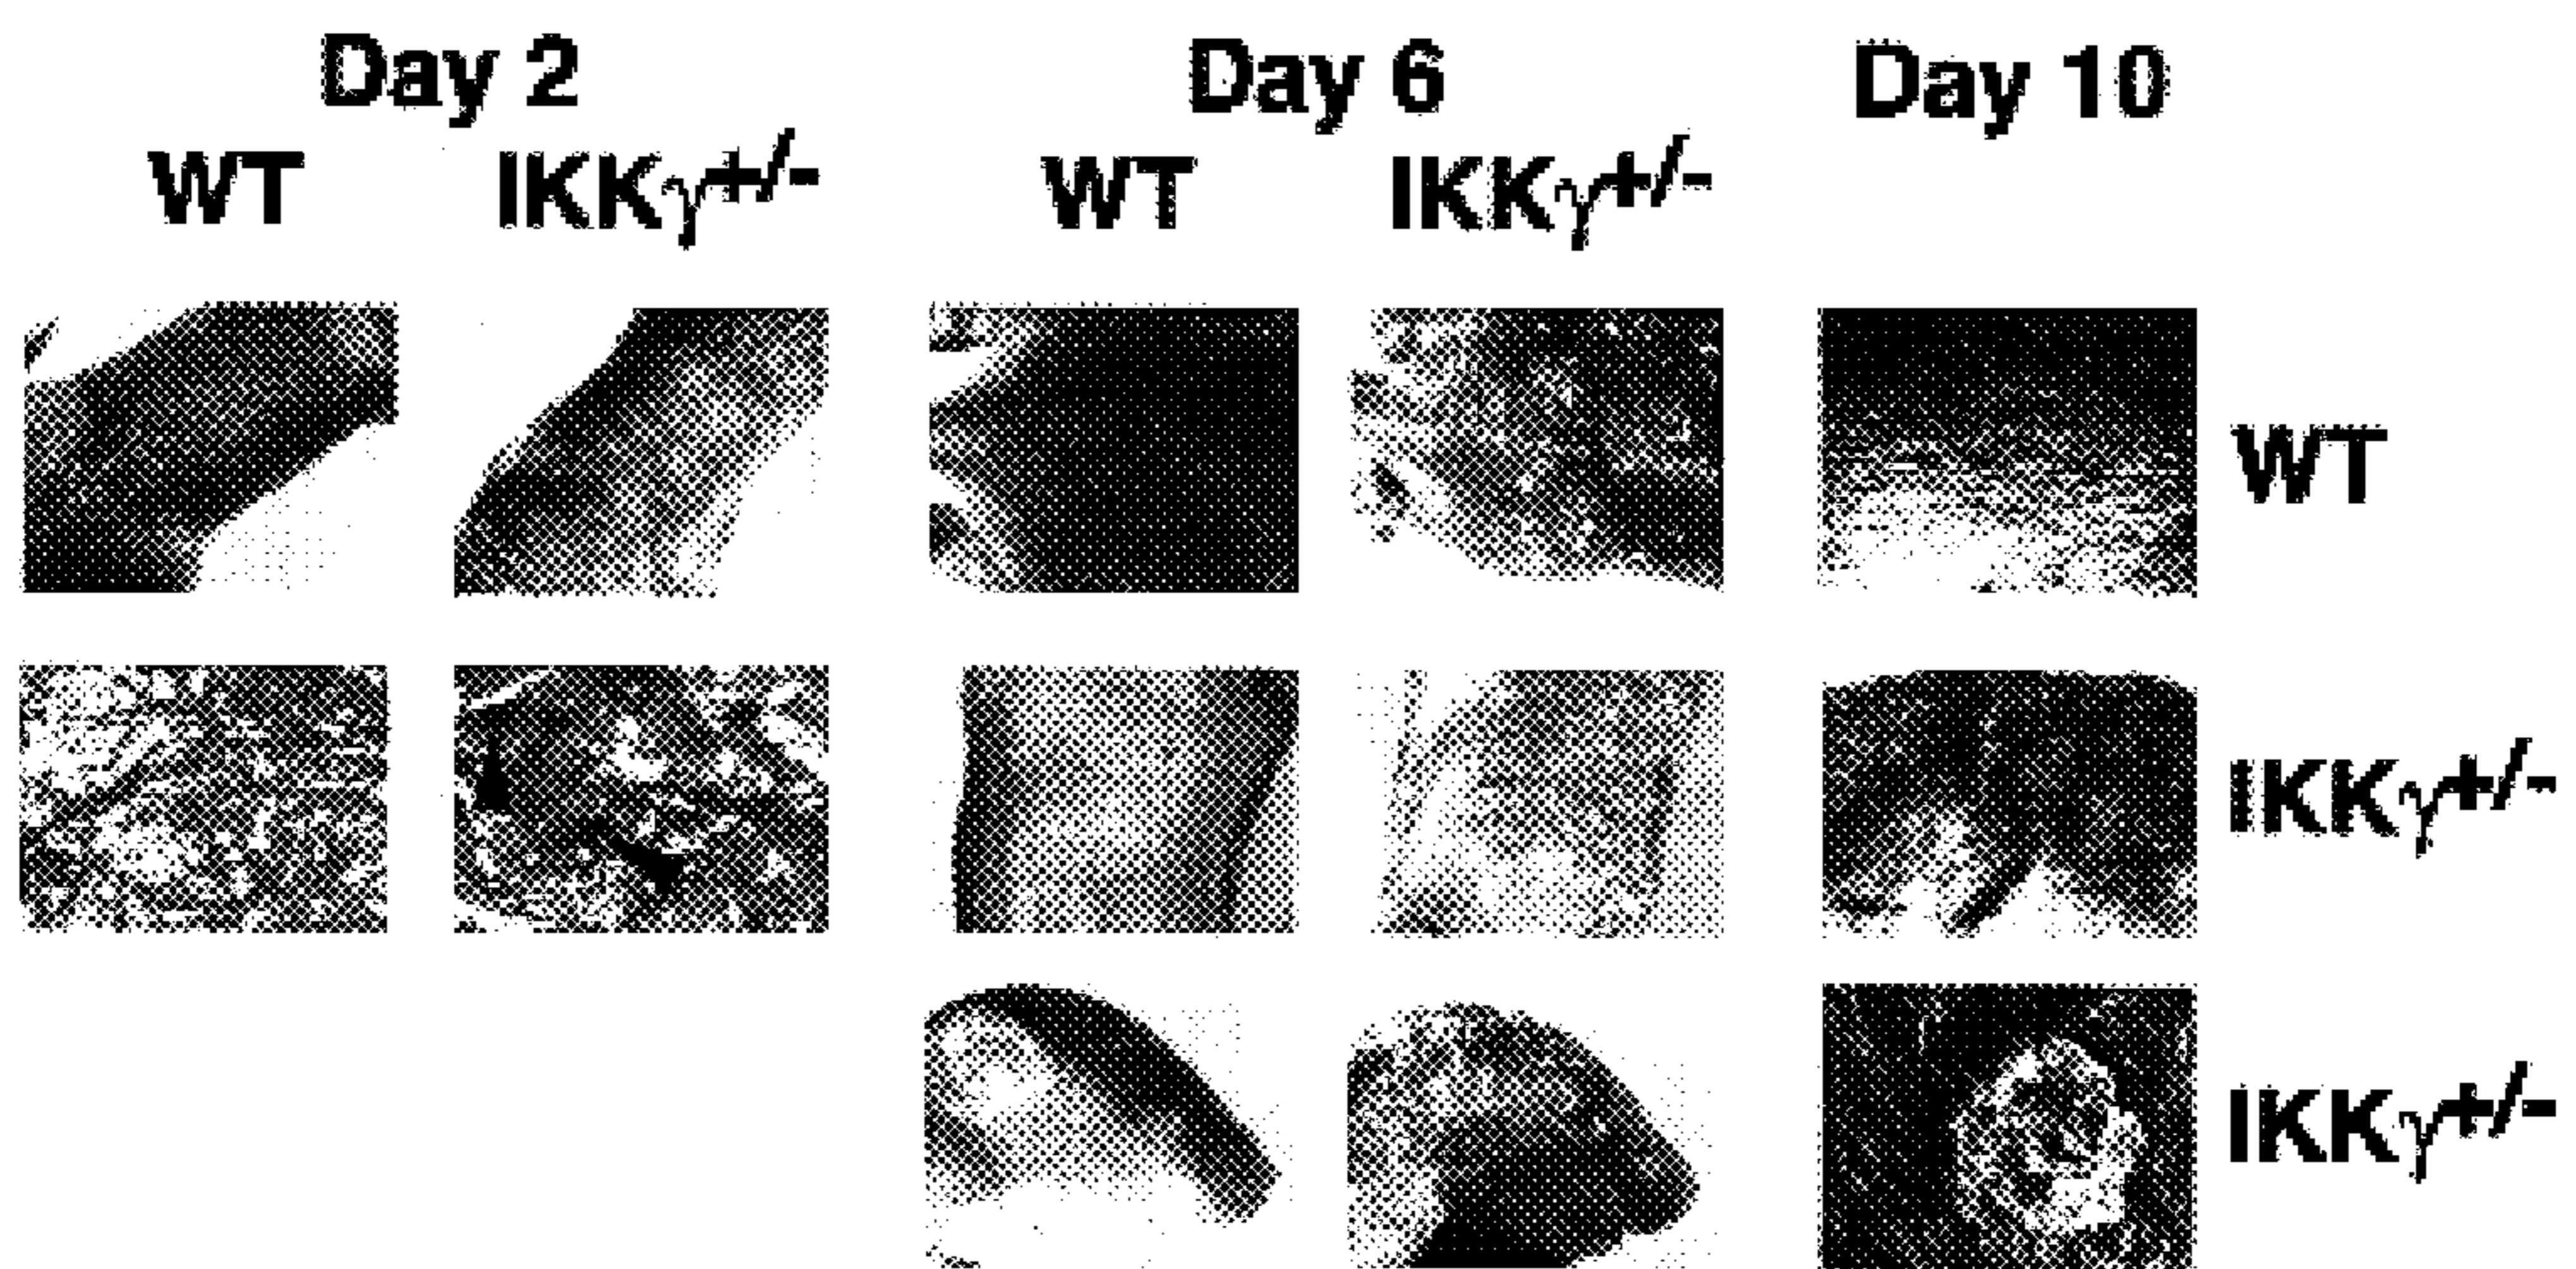 Day 2 Day 6 Day 10
WT IKKγ+/- WT IKKγ+/-
WT
IKKγ+/-
IKKγ+/-